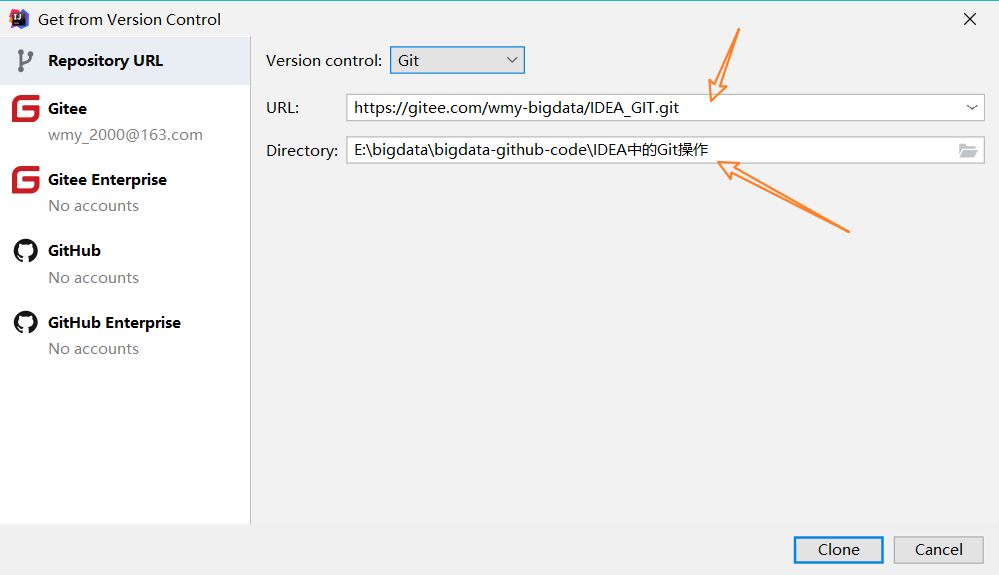 Get from Version Control
Repository URL
Gitee
wmy_2000@163.com
Gitee Enterprise
No accounts
GitHub
No accounts
GitHub Enterprise
No accounts
Version control: Git
URL: https://gitee.com/wmy-bigdata/IDEA_GIT.git
Directory: E:\bigdata\bigdata-github-code\IDEA中的Git操作
Clone Cancel